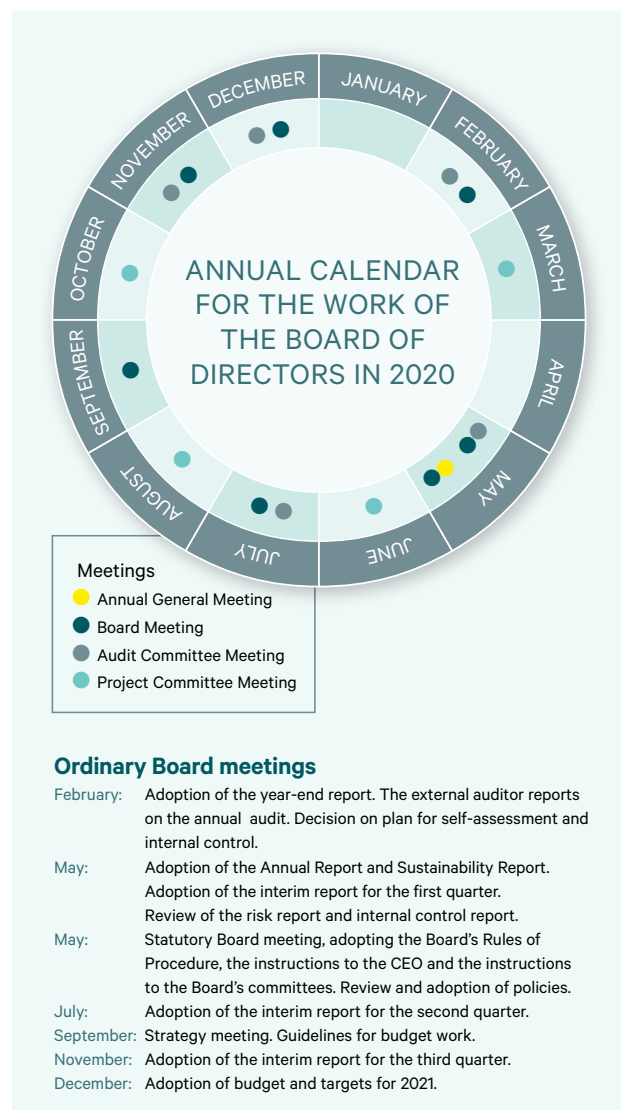 JANUARY
FEBRUARY
MARCH
APRIL
MAY
JUNE
JULY
AUGUST
SEPTEMBER
OCTOBER
NOVEMBER
DECEMBER
ANNUAL CALENDAR
FOR THE WORK OF
THE BOARD OF
DIRECTORS IN 2020
Meetings
Annual General Meeting
Board Meeting
Audit Committee Meeting
Project Committee Meeting
Ordinary Board meetings
February: Adoption of the year-end report. The external auditor reports
on the annual audit. Decision on plan for self-assessment and
internal control.
May: Adoption of the Annual Report and Sustainability Report.
Adoption of the interim report for the first quarter.
Review of the risk report and internal control report.
May: Statutory Board meeting, adopting the Board’s Rules of
Procedure, the instructions to the CEO and the instructions
to the Board’s committees. Review and adoption of policies.
July: Adoption of the interim report for the second quarter.
September: Strategy meeting. Guidelines for budget work.
November: Adoption of the interim report for the third quarter.
December: Adoption of budget and targets for 2021.